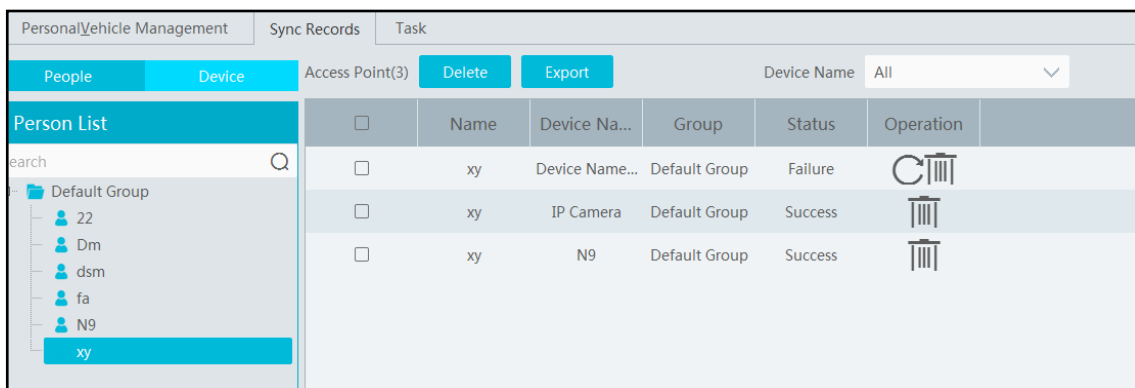 PersonalVehicle Management Sync Records Task
People Device Access Point(3) Delete Export Device Name All
Person List Name Device Na... Group Status Operation
earch
xy Device Name... Default Group Failure
Default Group
22 xy IP Camera Default Group Success
Dm
xy N9 Default Group Success
dsm
fa
N9
xy